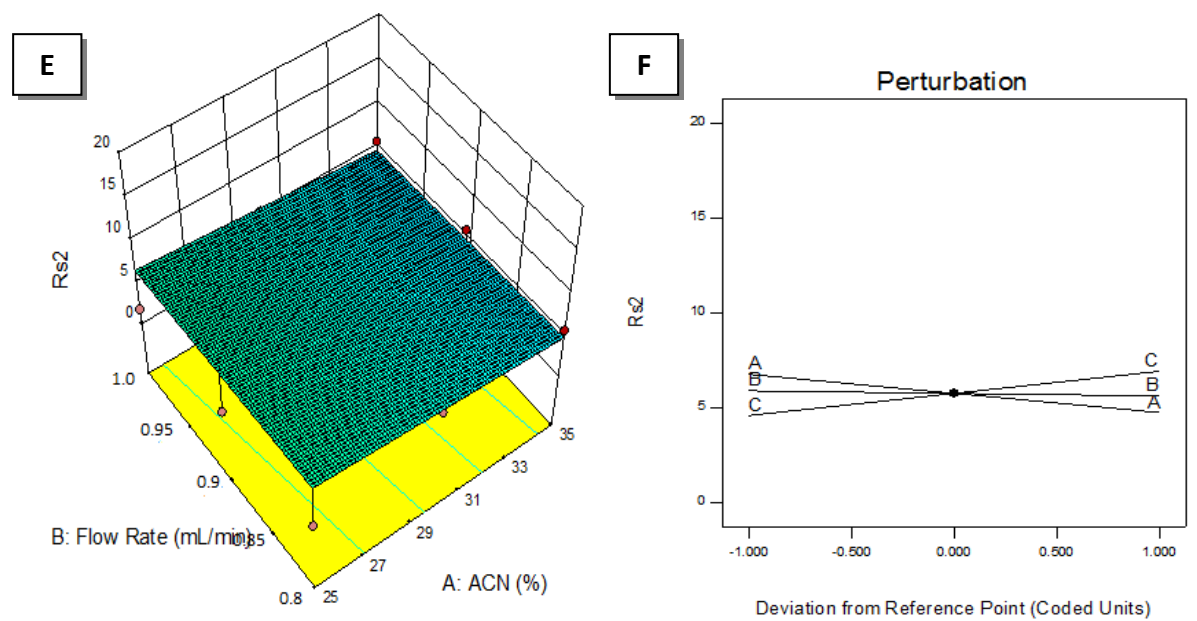 E
20
15
10
5
0
Rs2
1.0
0.95
0.9
0.85
0.8
B: Flow Rate (mL/min)
25
27
29
31
33
35
A: ACN (%)
F
Perturbation
20
15
10
5
0
Rs2
A
B
C
C
B
A
-1.000
-0.500
0.000
0.500
1.000
Deviation from Reference Point (Coded Units)